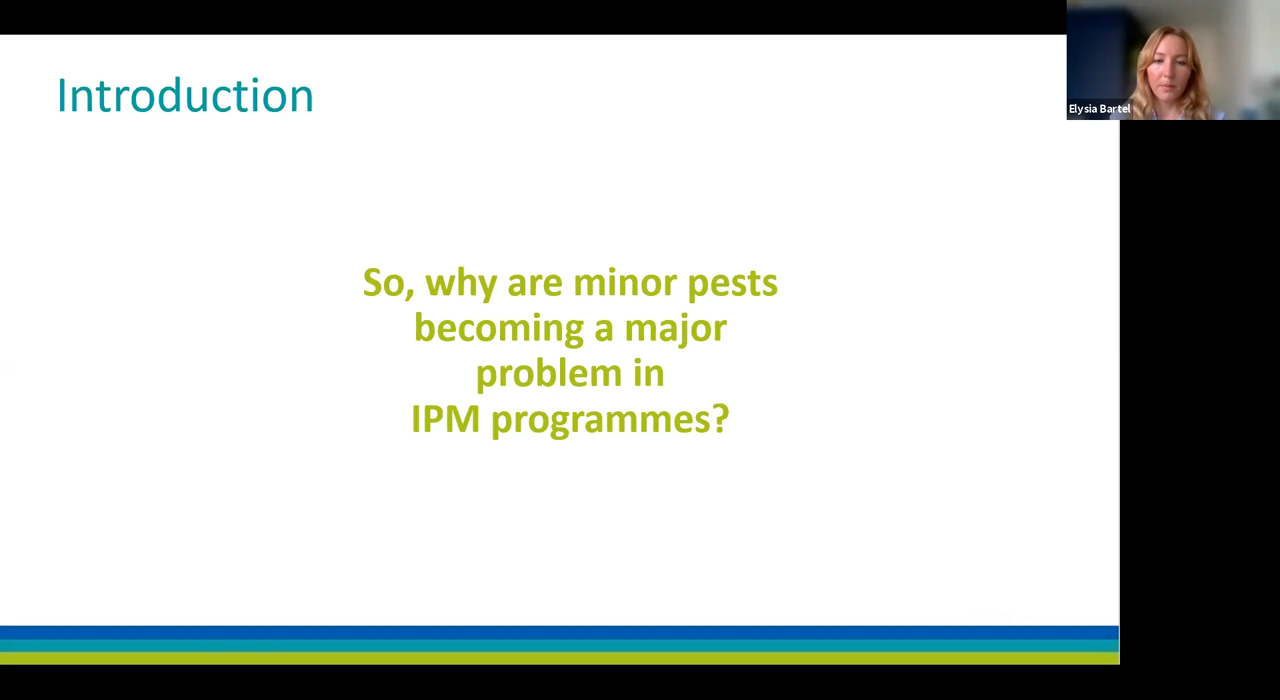 Introduction
Elysia Bartel
So, why are minor pests
becoming a major
problem in
IPM programmes?